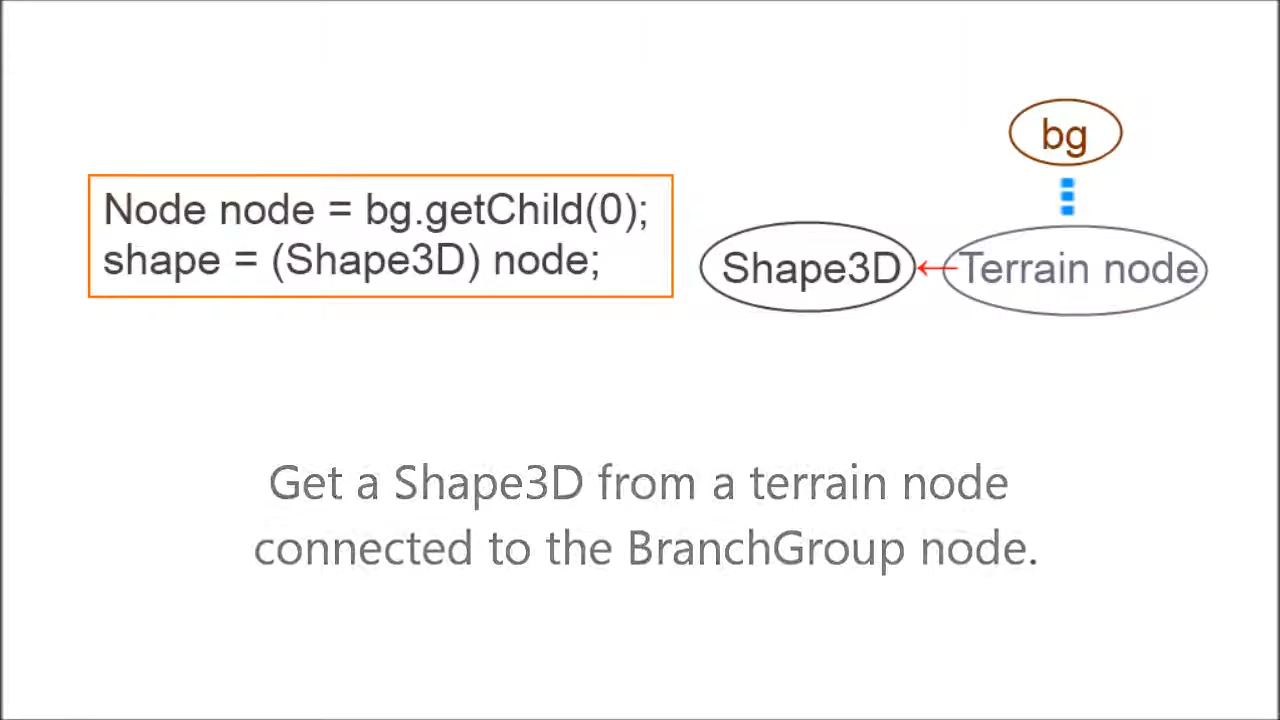 bg
Node node = bg.getChild(0);
shape = (Shape3D) node;
Shape3D
Terrain node
Get a Shape3D from a terrain node
connected to the BranchGroup node.